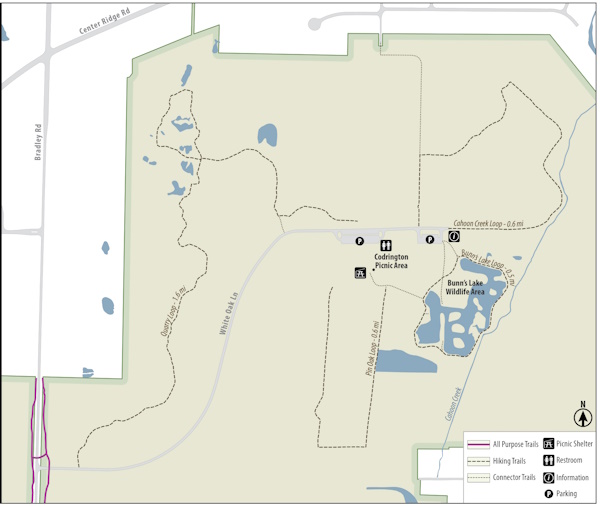 Center Ridge Rd
Bradley Rd
Cahoon Creek Loop - 0.6 mi
P
P
i
Codrington
Picnic Area
Bunns Lake Loop - 0.5 mi
Bunn's Lake
Wildlife Area
Quarry Loop - 1.6 mi
White Oak Ln
Pin Oak Loop - 0.6 mi
Cahoon Creek
N
All Purpose Trails
Picnic Shelter
Hiking Trails
Restroom
Connector Trails
i
Information
P
Parking